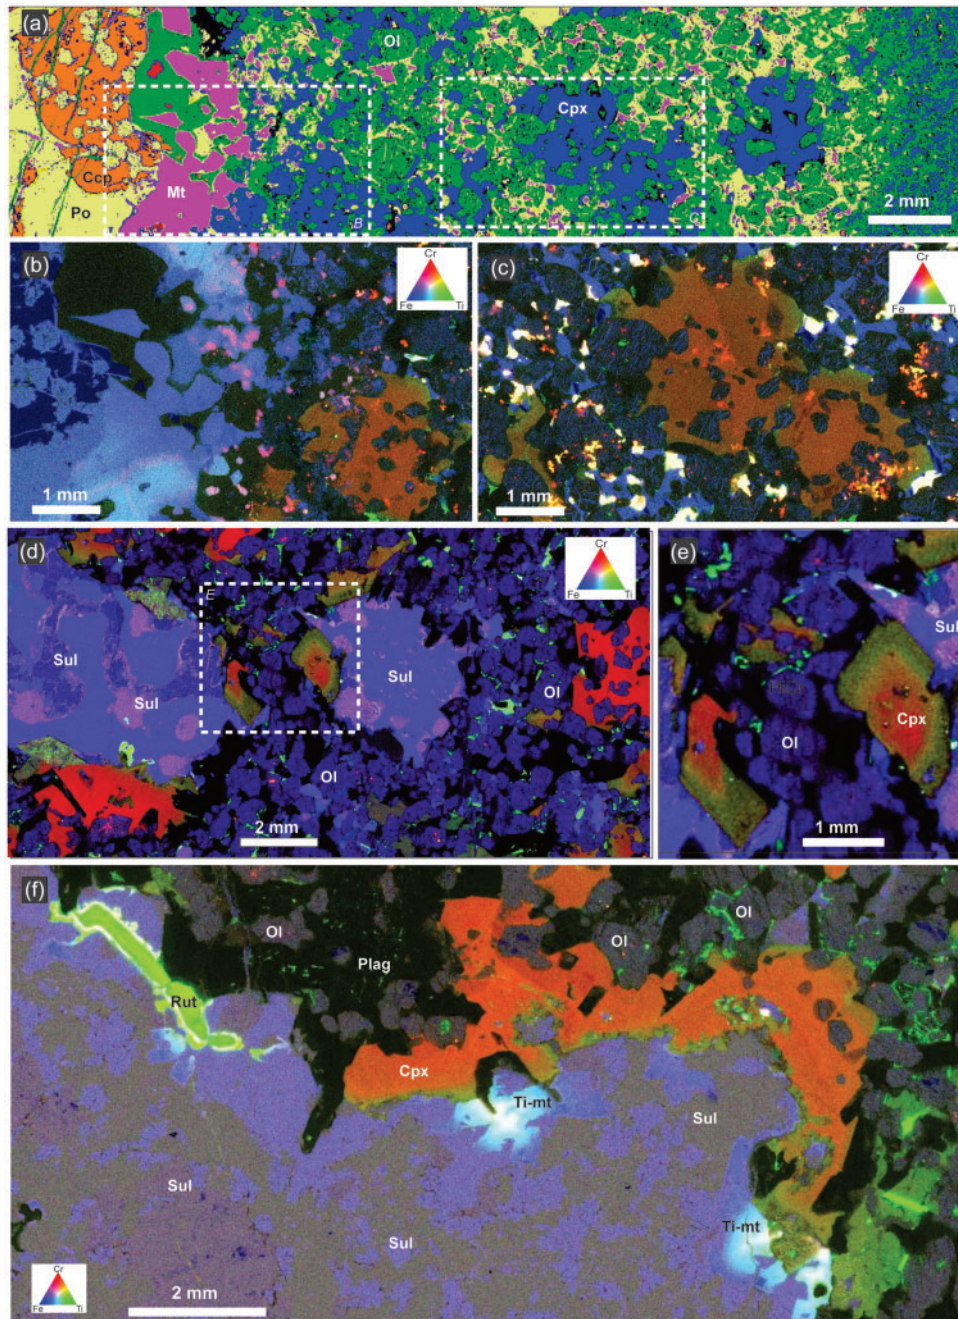 (a)
Ol
Cpx
Ccp
Mt
Po
B
C
2 mm
(b)
Cr
Fe
Ti
1 mm
(c)
Cr
Fe
Ti
1 mm
(d)
E
Cr
Fe
Ti
Sul
Sul
Sul
Ol
Ol
2 mm
(e)
Sul
Cpx
Ol
1 mm
(f)
Ol
Ol
Ol
Plag
Rut
Cpx
Ti-mt
Sul
Sul
Sul
Ti-mt
Cr
Fe
Ti
2 mm